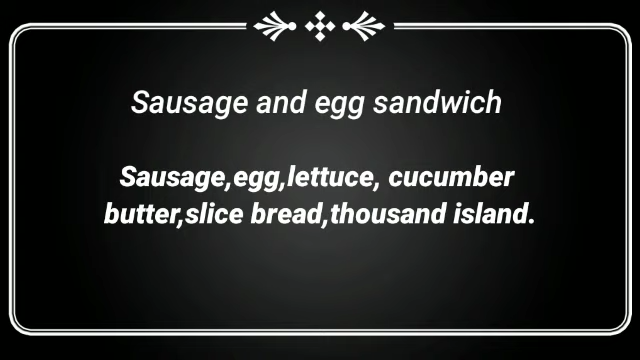 Sausage and egg sandwich
Sausage,egg,lettuce, cucumber
butter,slice bread,thousand island.